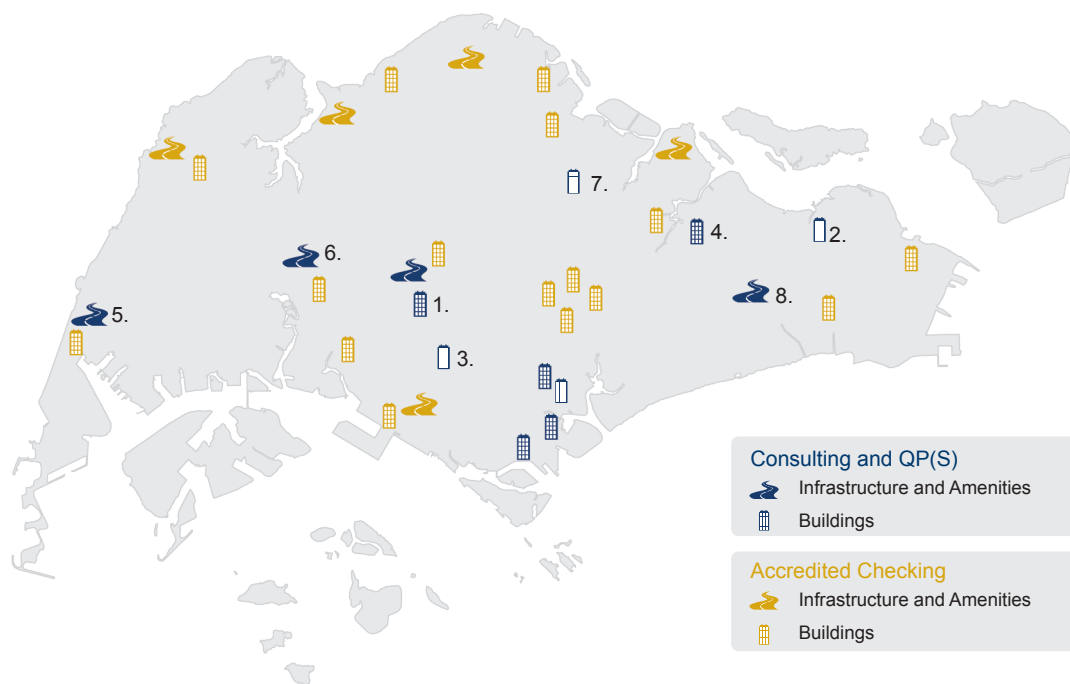 7.
4.
2.
6.
8.
1.
5.
3.
Consulting and QP(S)
Infrastructure and Amenities
Buildings
Accredited Checking
Infrastructure and Amenities
Buildings